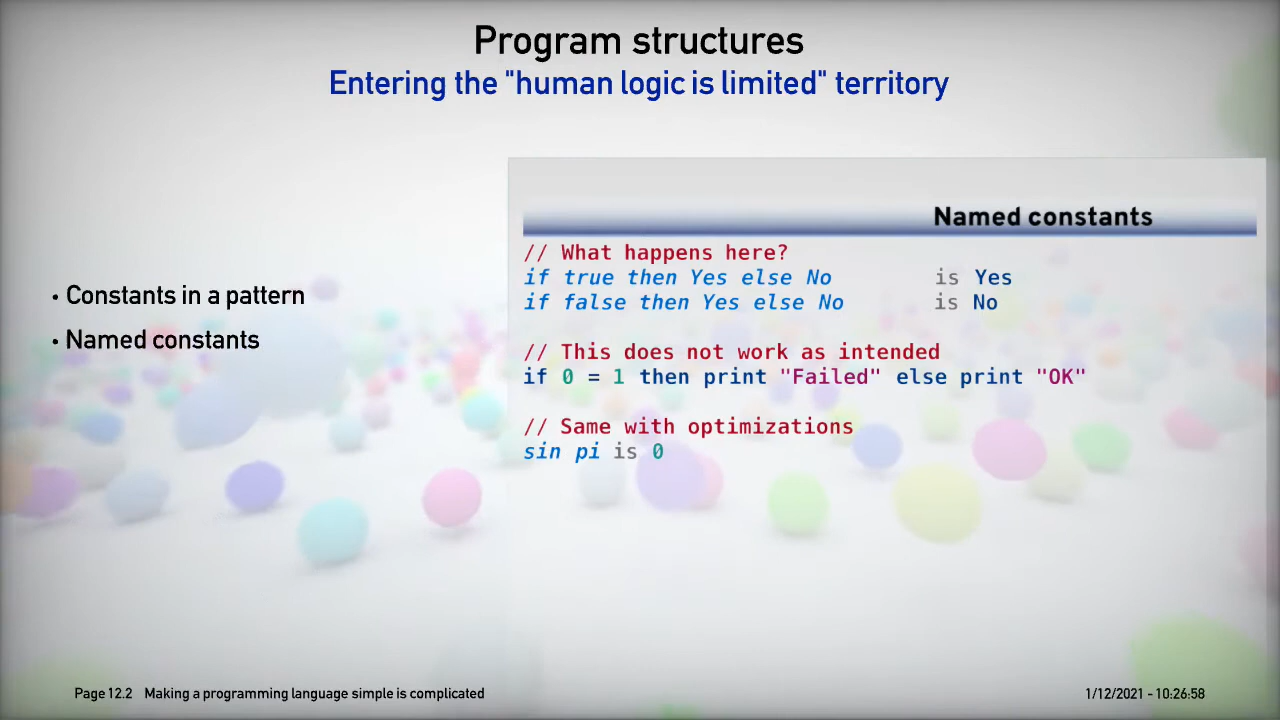 Program structures
Entering the "human logic is limited" territory
• Constants in a pattern
• Named constants
Named constants
// What happens here?
if true then Yes else No is Yes
if false then Yes else No is No
// This does not work as intended
if 0 = 1 then print "Failed" else print "OK"
// Same with optimizations
sin pi is 0
Page 12.2 Making a programming language simple is complicated
1/12/2021 - 10:26:58